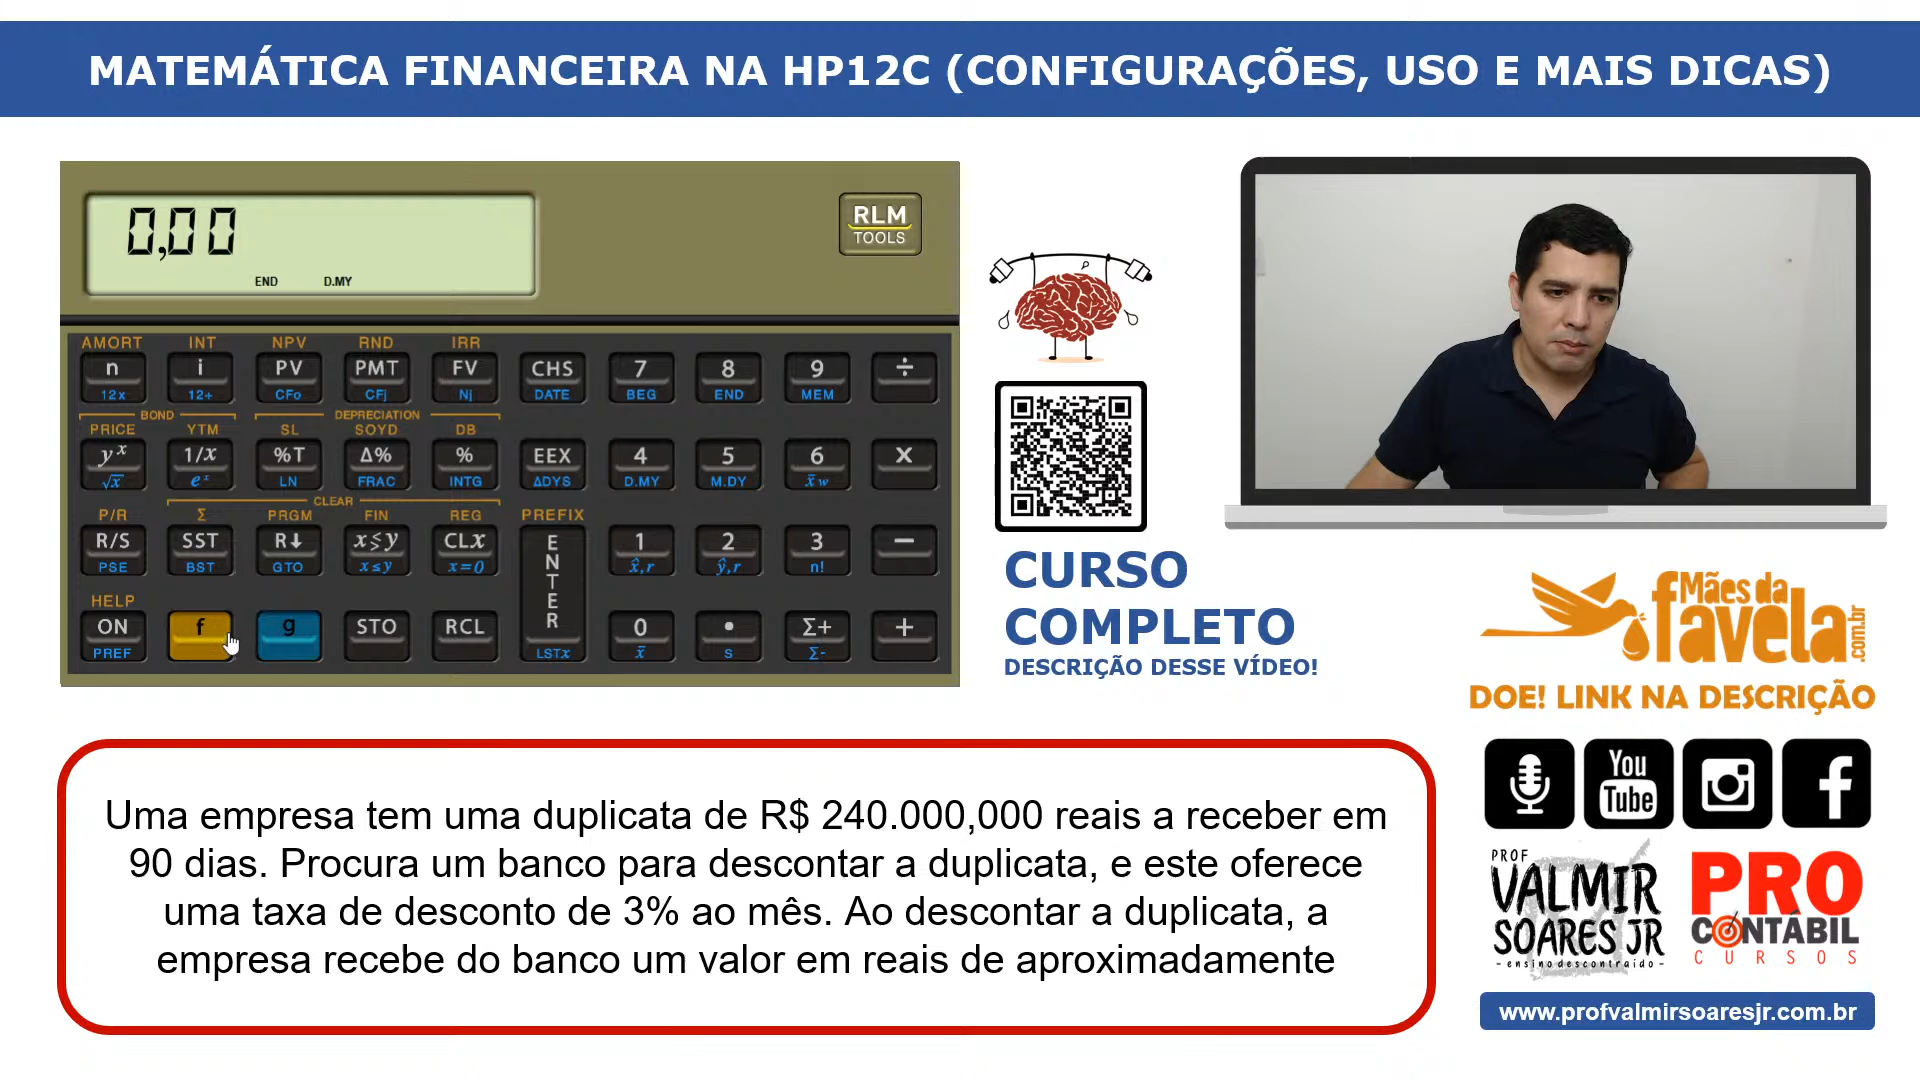 MATEMÁTICA FINANCEIRA NA HP12C (CONFIGURAÇÕES, USO E MAIS DICAS)
0,00
END D.MY
RLM
TOOLS
AMORT INT NPV RND IRR
n i PV PMT FV CHS 7 8 9 ÷
12x 12÷ CFo CFj Nj DATE BEG END MEM
BOND DEPRECIATION
PRICE YTM SL SOYD DB
yˣ 1/x %T Δ% % EEX 4 5 6 X
√x eˣ LN FRAC INTG ΔDYS D.MY M.DY x̄w
CLEAR
P/R Σ PRGM FIN REG PREFIX
R/S SST R↓ x≷y CLx ENTER 1 2 3 −
PSE BST GTO x≤y x=0 x̂,r ŷ,r n!
HELP
ON f g STO RCL 0 • Σ+ +
PREF LSTx x̄ s Σ-
CURSO
COMPLETO
DESCRIÇÃO DESSE VÍDEO!
Mães da
favela
.com.br
DOE! LINK NA DESCRIÇÃO
You
Tube
f
PROF
VALMIR
SOARES JR
- ensino descontraído -
PRO
CONTÁBIL
CURSOS
www.profvalmirsoaresjr.com.br
Uma empresa tem uma duplicata de R$ 240.000,000 reais a receber em
90 dias. Procura um banco para descontar a duplicata, e este oferece
uma taxa de desconto de 3% ao mês. Ao descontar a duplicata, a
empresa recebe do banco um valor em reais de aproximadamente